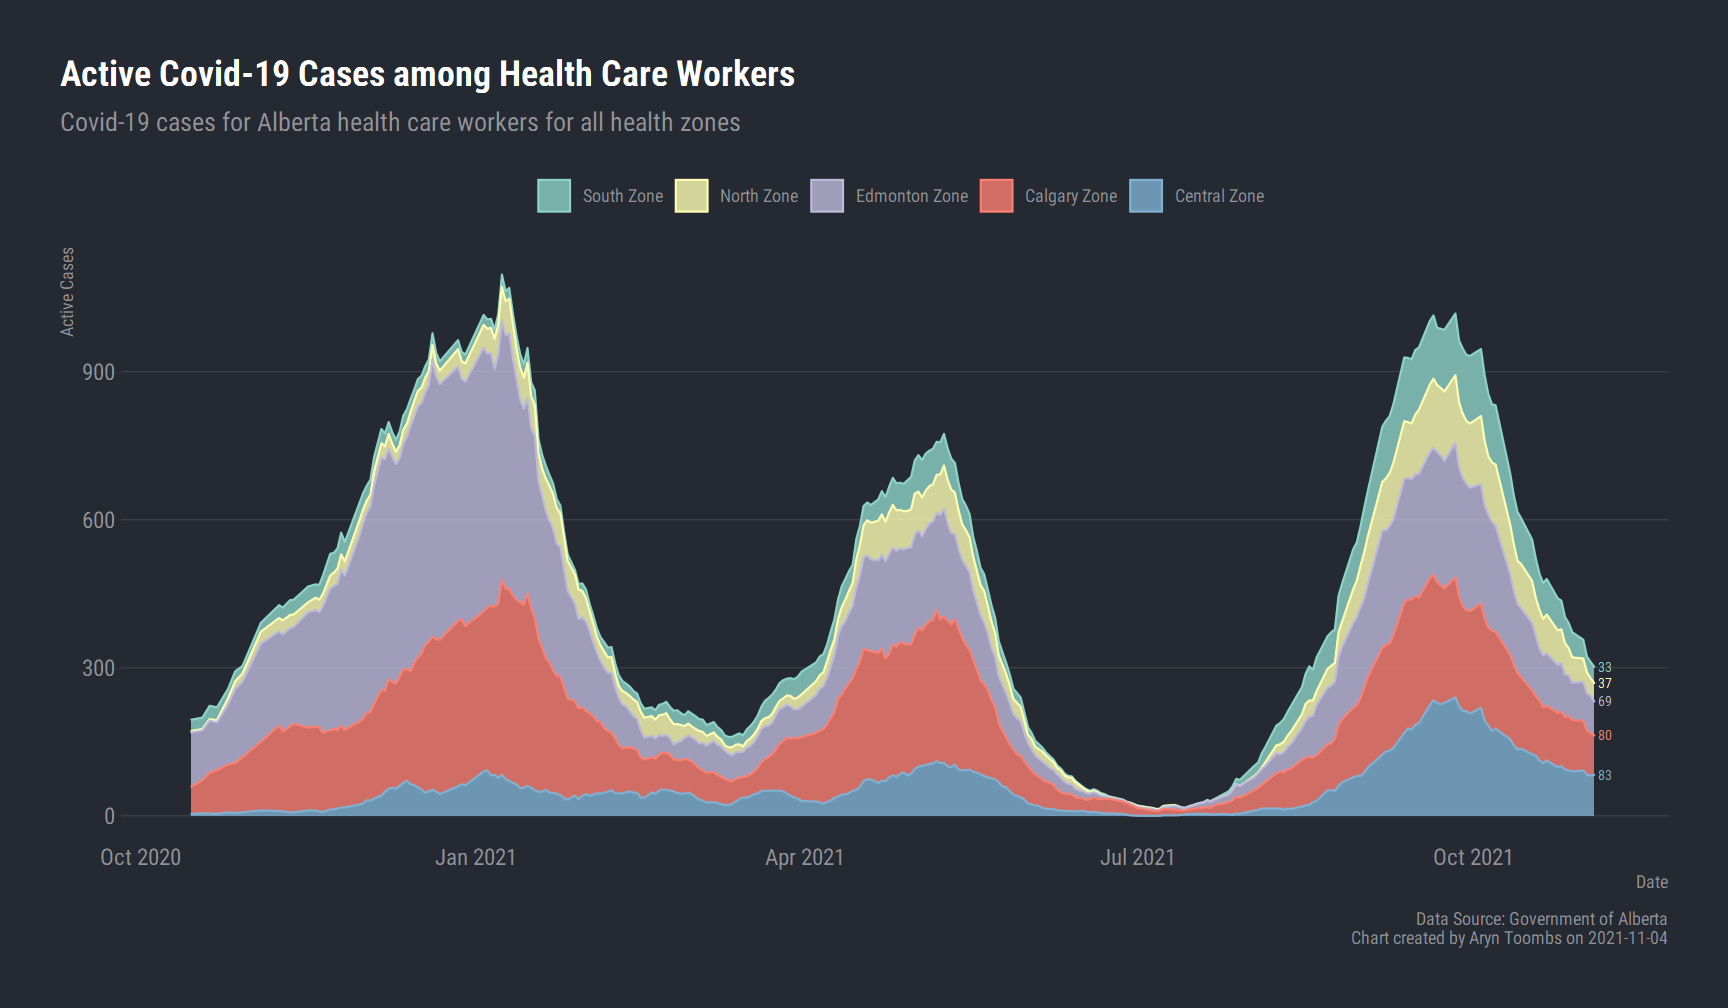 Active Covid-19 Cases among Health Care Workers
Covid-19 cases for Alberta health care workers for all health zones
South Zone North Zone Edmonton Zone Calgary Zone Central Zone
Active Cases
900
600
300
0
33
37
69
80
83
Oct 2020 Jan 2021 Apr 2021 Jul 2021 Oct 2021
Date
Data Source: Government of Alberta
Chart created by Aryn Toombs on 2021-11-04